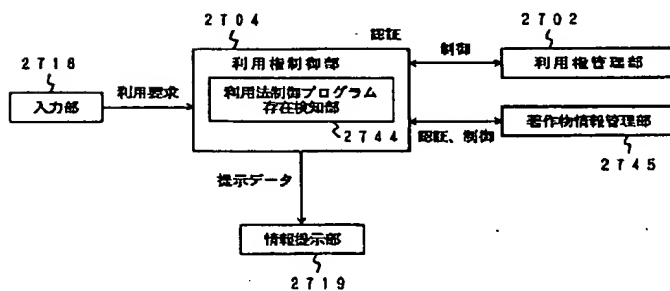 2704
認証
2702
2718
利用権制御部
制御
利用権管理部
入力部
利用要求
利用法制御プログラム
存在検知部
2744
認証、制御
著作物情報管理部
2745
提示データ
情報提示部
2719